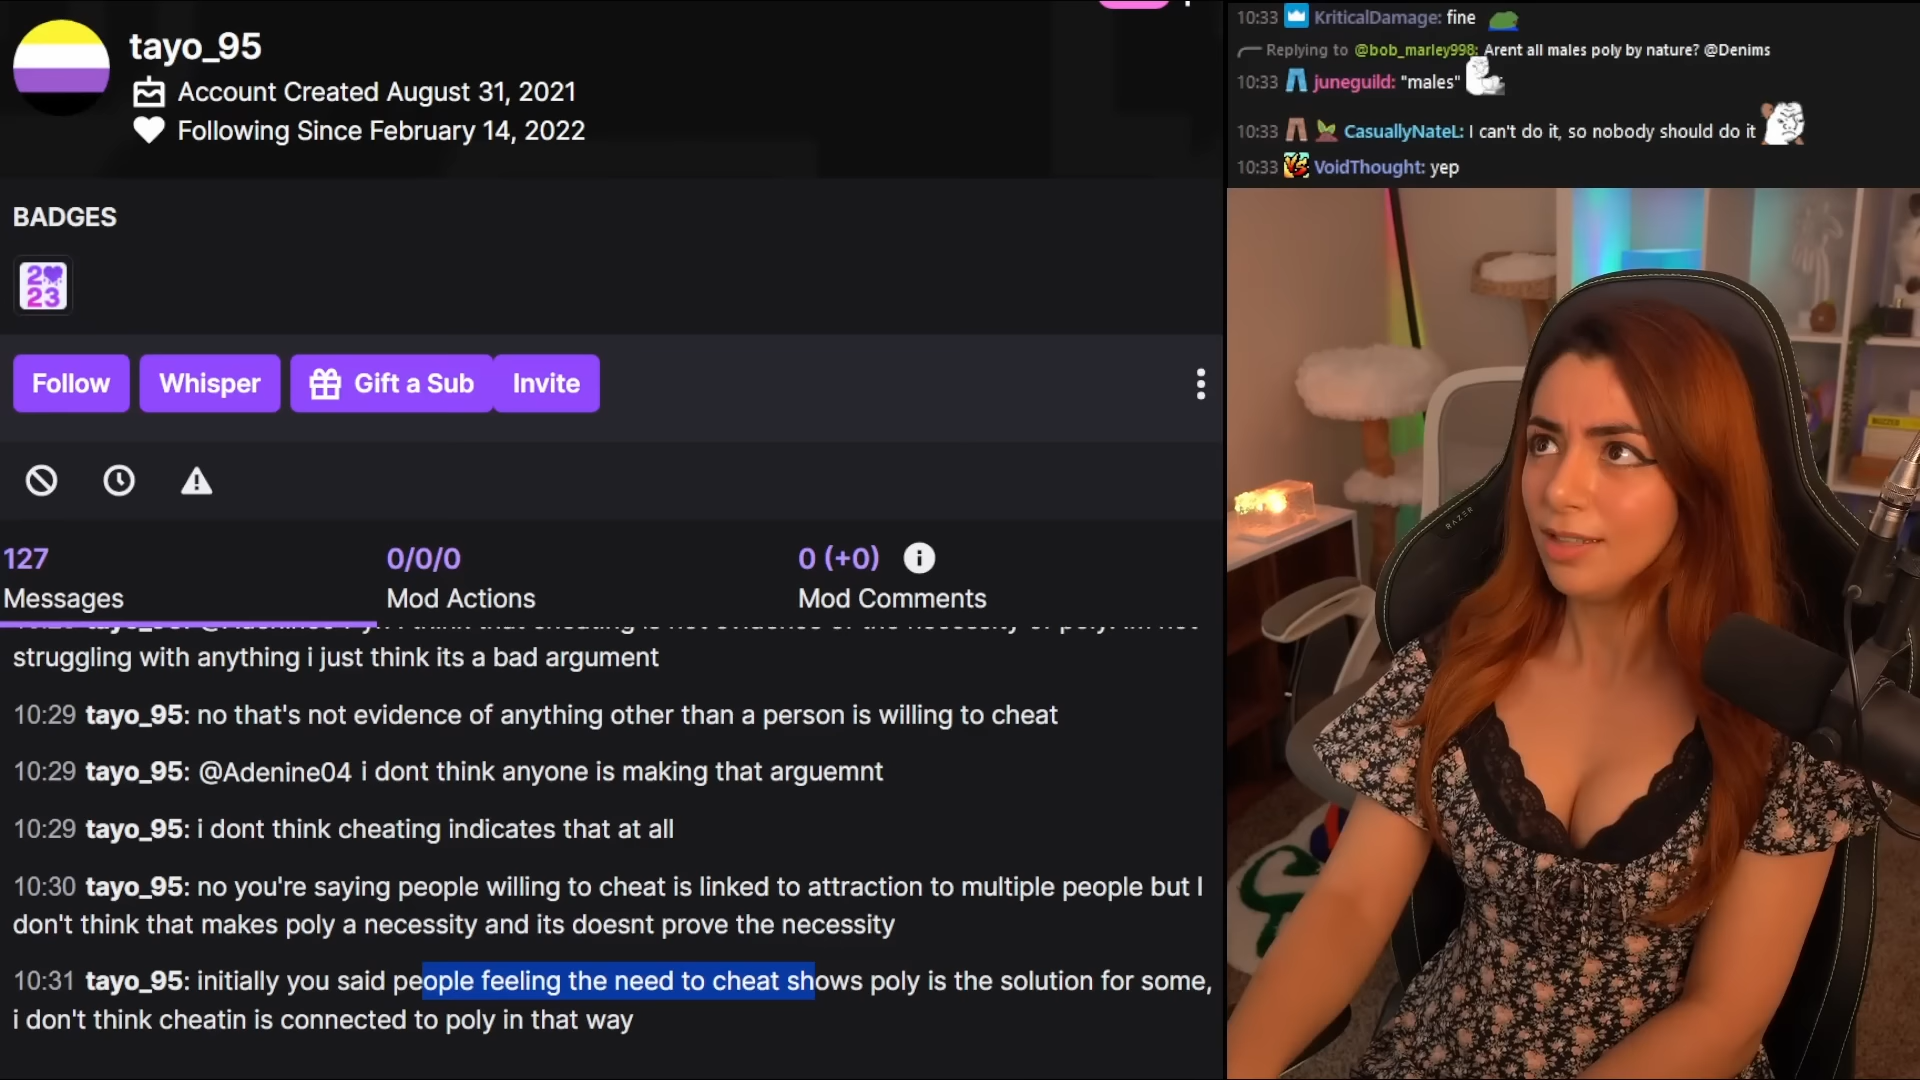 tayo_95
Account Created August 31, 2021
Following Since February 14, 2022
BADGES
2
23
Follow
Whisper
Gift a Sub
Invite
127
Messages
0/0/0
Mod Actions
0 (+0)
Mod Comments
struggling with anything i just think its a bad argument
10:29 tayo_95: no that's not evidence of anything other than a person is willing to cheat
10:29 tayo_95: @Adenine04 i dont think anyone is making that arguemnt
10:29 tayo_95: i dont think cheating indicates that at all
10:30 tayo_95: no you're saying people willing to cheat is linked to attraction to multiple people but I
don't think that makes poly a necessity and its doesnt prove the necessity
10:31 tayo_95: initially you said people feeling the need to cheat shows poly is the solution for some,
i don't think cheatin is connected to poly in that way
10:33 KriticalDamage: fine
Replying to @bob_marley998: Arent all males poly by nature? @Denims
10:33 juneguild: "males"
10:33 CasuallyNateL: I can't do it, so nobody should do it
10:33 VS VoidThought: yep
RAZER